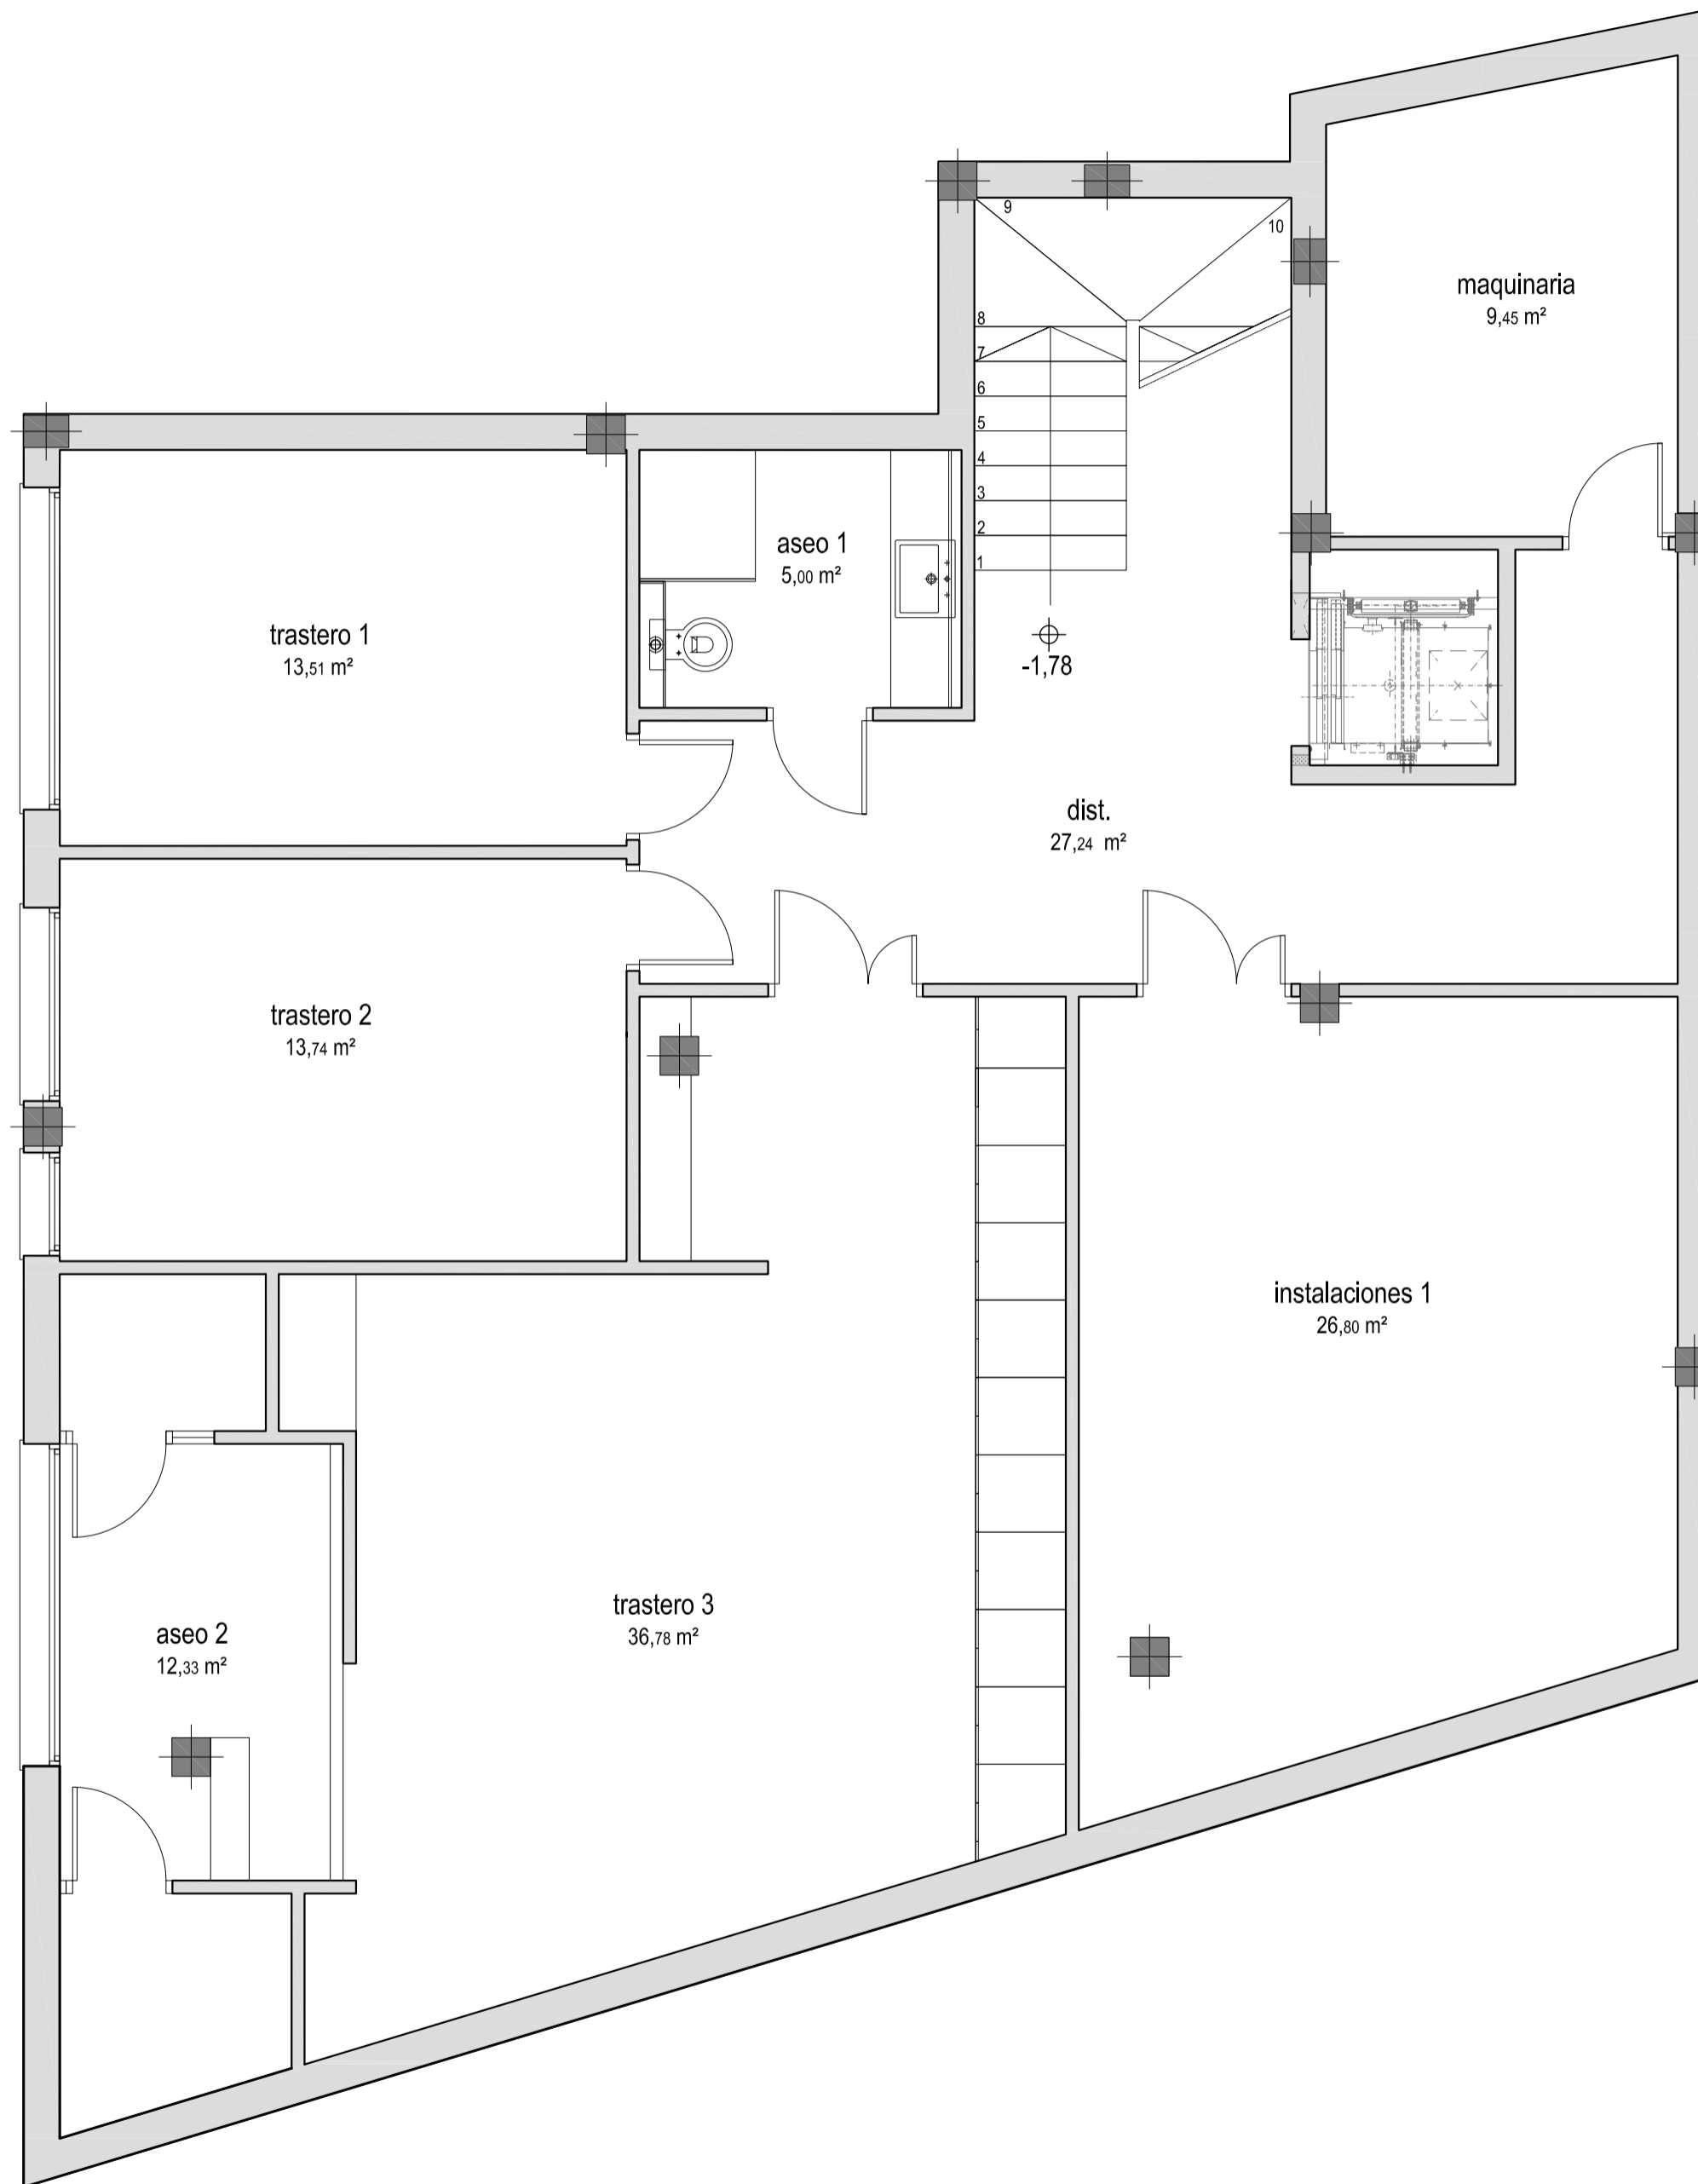 9
10
maquinaria
9,45 m²
8
7
6
5
4
3
2
1
aseo 1
5,00 m²
trastero 1
13,51 m²
-1,78
dist.
27,24 m²
trastero 2
13,74 m²
instalaciones 1
26,80 m²
trastero 3
36,78 m²
aseo 2
12,33 m²